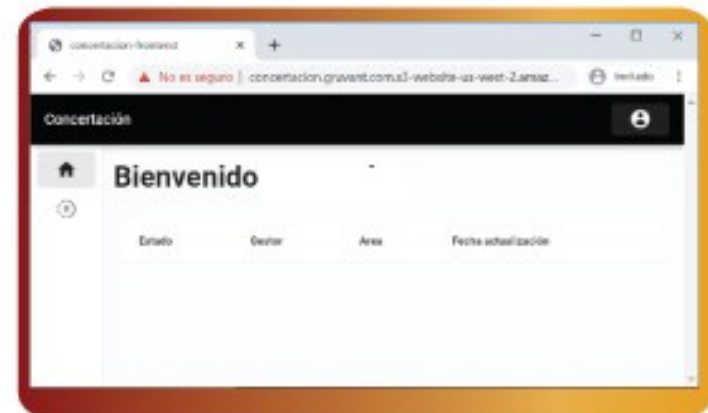 concertacion-frontend
No es seguro | concertacion.gruvant.com.s3-website-us-west-2.amaz... Invitado
Concertación
Bienvenido
Estado Gestor Area Fecha actualización